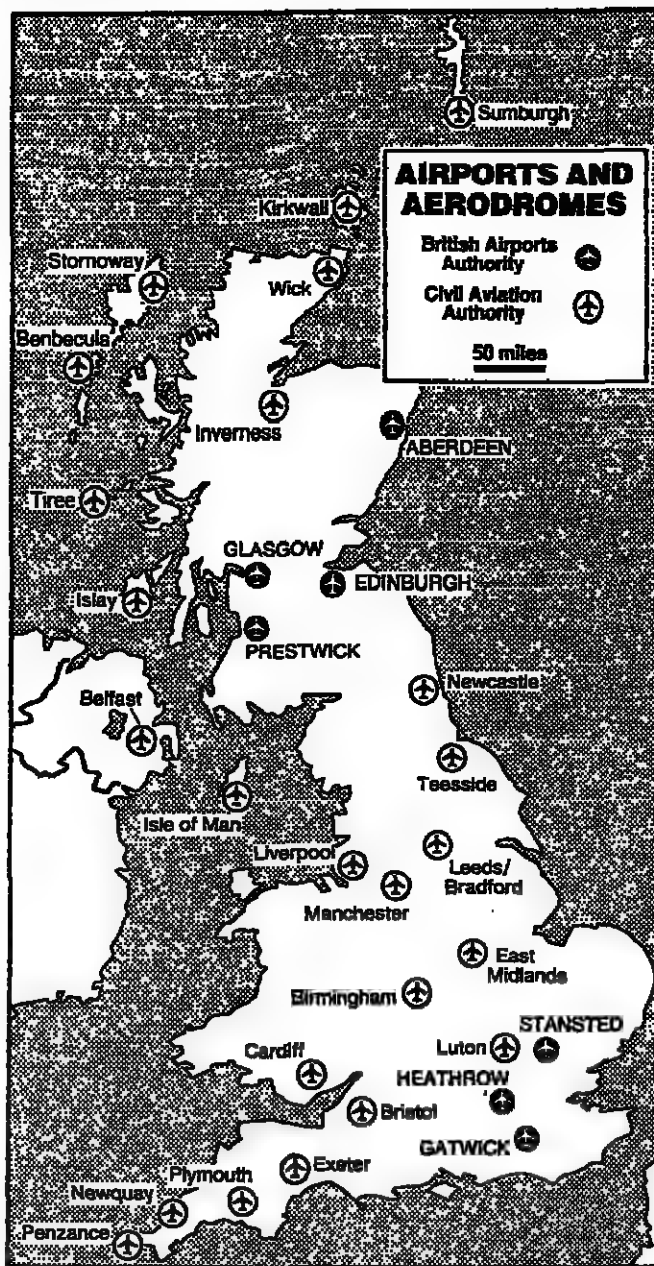 Sumburgh
AIRPORTS AND
AERODROMES
British Airports
Authority
Civil Aviation
Authority
50 miles
Kirkwall
Stornoway
Wick
Benbecula
Inverness
ABERDEEN
Tiree
GLASGOW
EDINBURGH
Islay
PRESTWICK
Newcastle
Belfast
Teesside
Isle of Man
Liverpool
Leeds/
Bradford
Manchester
East
Midlands
Birmingham
STANSTED
Cardiff
Luton
HEATHROW
Bristol
GATWICK
Exeter
Plymouth
Newquay
Penzance